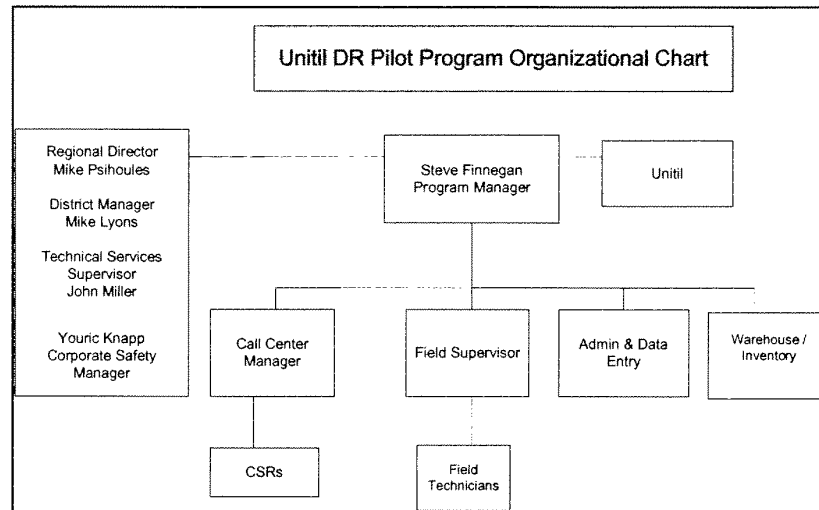 Unitil DR Pilot Program Organizational Chart
Regional Director
Mike Psihoules
District Manager
Mike Lyons
Technical Services
Supervisor
John Miller
Youric Knapp
Corporate Safety
Manager
Steve Finnegan
Program Manager
Unitil
Call Center
Manager
Field Supervisor
Admin & Data
Entry
Warehouse /
Inventory
CSRs
Field
Technicians